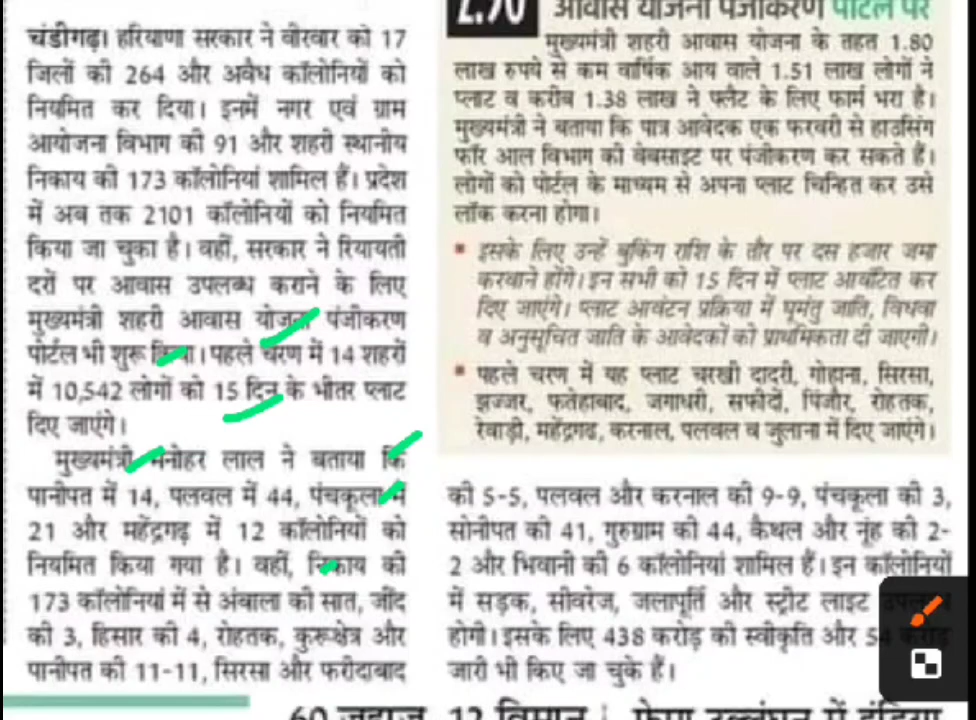 चंडीगढ़। हरियाणा सरकार ने वीरवार को 17
जिलों की 264 और अवैध कॉलोनियों को
नियमित कर दिया। इनमें नगर एवं ग्राम
आयोजना विभाग की 91 और शहरी स्थानीय
निकाय की 173 कॉलोनियां शामिल हैं। प्रदेश
में अब तक 2101 कॉलोनियों को नियमित
किया जा चुका है। वहीं, सरकार ने रियायती
दरों पर आवास उपलब्ध कराने के लिए
मुख्यमंत्री शहरी आवास योजना पंजीकरण
पोर्टल भी शुरू किया। पहले चरण में 14 शहरों
में 10,542 लोगों को 15 दिन के भीतर प्लाट
दिए जाएंगे।
मुख्यमंत्री मनोहर लाल ने बताया कि
पानीपत में 14, पलवल में 44, पंचकूला में
21 और महेंद्रगढ़ में 12 कॉलोनियों को
नियमित किया गया है। वहीं, निकाय की
173 कॉलोनियां में से अंबाला की सात, जींद
की 3, हिसार की 4, रोहतक, कुरूक्षेत्र और
पानीपत की 11-11, सिरसा और फरीदाबाद
2.90 आवास योजना पंजीकरण पोर्टल पर
मुख्यमंत्री शहरी आवास योजना के तहत 1.80
लाख रुपये से कम वार्षिक आय वाले 1.51 लाख लोगों ने
प्लाट व करीब 1.38 लाख ने फ्लैट के लिए फार्म भरा है।
मुख्यमंत्री ने बताया कि पात्र आवेदक एक फरवरी से हाउसिंग
फॉर आल विभाग की वेबसाइट पर पंजीकरण कर सकते हैं।
लोगों को पोर्टल के माध्यम से अपना प्लाट चिन्हित कर उसे
लॉक करना होगा।
▪ इसके लिए उन्हें बुकिंग राशि के तौर पर दस हजार जमा
करवाने होंगे। इन सभी को 15 दिन में प्लाट आवंटित कर
दिए जाएंगे। प्लाट आवंटन प्रक्रिया में घूमंतु जाति, विधवा
व अनुसूचित जाति के आवेदकों को प्राथमिकता दी जाएगी।
▪ पहले चरण में यह प्लाट चरखी दादरी, गोहाना, सिरसा,
झज्जर, फतेहाबाद, जगाधरी, सफीदों, पिंजौर, रोहतक,
रेवाड़ी, महेंद्रगढ, करनाल, पलवल व जुलाना में दिए जाएंगे।
की 5-5, पलवल और करनाल की 9-9, पंचकूला की 3,
सोनीपत की 41, गुरुग्राम की 44, कैथल और नूंह की 2-
2 और भिवानी की 6 कॉलोनियां शामिल हैं। इन कॉलोनियों
में सड़क, सीवरेज, जलापूर्ति और स्ट्रीट लाइट उपलब्ध
होगी। इसके लिए 438 करोड़ की स्वीकृति और 54 करोड़
जारी भी किए जा चुके हैं।
60 जहाज, 12 विमान